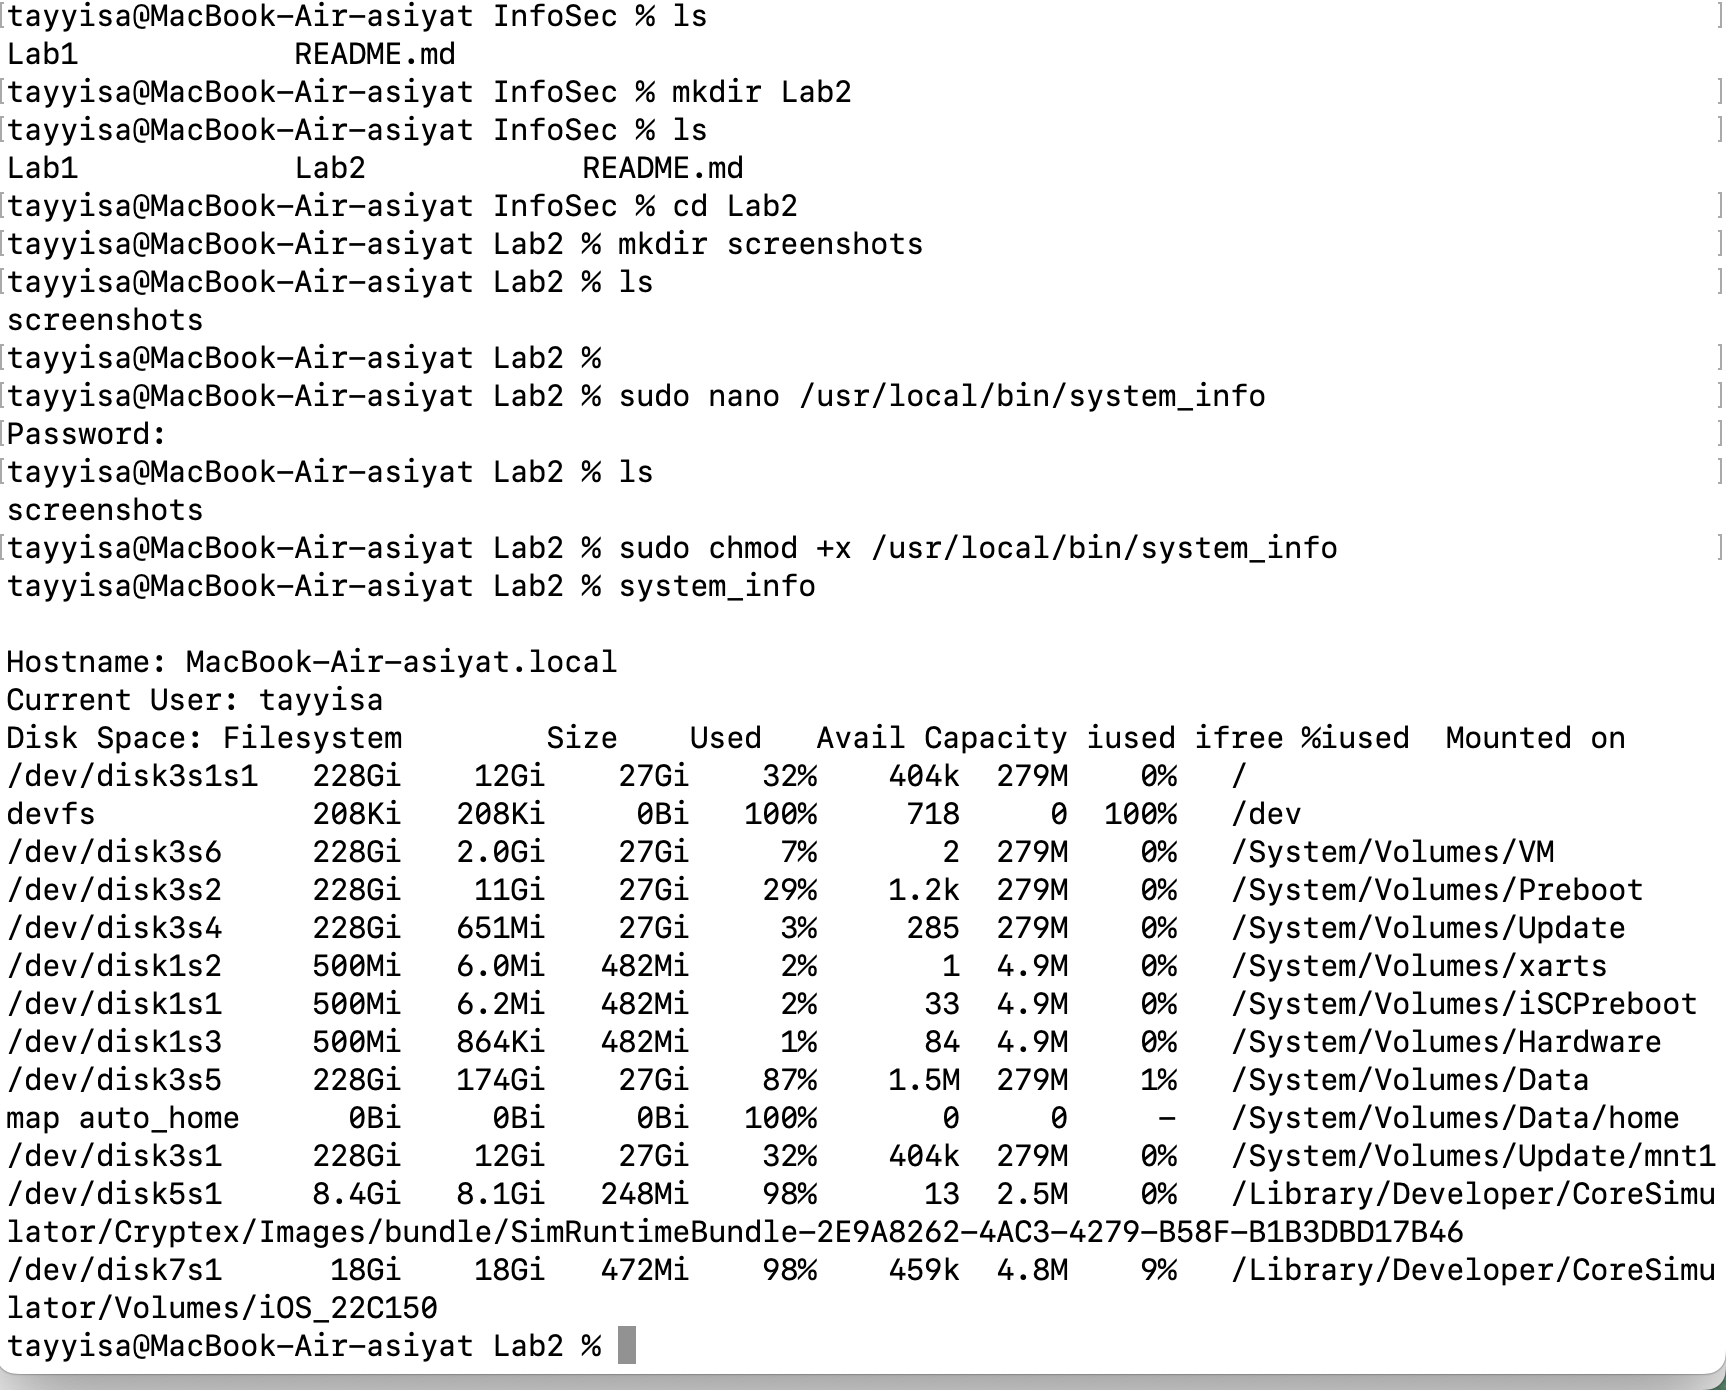 [tayyisa@MacBook-Air-asiyat InfoSec % ls ]
Lab1            README.md
[tayyisa@MacBook-Air-asiyat InfoSec % mkdir Lab2 ]
[tayyisa@MacBook-Air-asiyat InfoSec % ls ]
Lab1            Lab2            README.md
[tayyisa@MacBook-Air-asiyat InfoSec % cd Lab2 ]
[tayyisa@MacBook-Air-asiyat Lab2 % mkdir screenshots ]
[tayyisa@MacBook-Air-asiyat Lab2 % ls ]
screenshots
[tayyisa@MacBook-Air-asiyat Lab2 % ]
[tayyisa@MacBook-Air-asiyat Lab2 % sudo nano /usr/local/bin/system_info ]
[Password: ]
[tayyisa@MacBook-Air-asiyat Lab2 % ls ]
screenshots
[tayyisa@MacBook-Air-asiyat Lab2 % sudo chmod +x /usr/local/bin/system_info ]
tayyisa@MacBook-Air-asiyat Lab2 % system_info
Hostname: MacBook-Air-asiyat.local
Current User: tayyisa
Disk Space: Filesystem        Size    Used   Avail Capacity iused ifree %iused  Mounted on
/dev/disk3s1s1   228Gi    12Gi    27Gi    32%    404k  279M    0%   /
devfs            208Ki   208Ki     0Bi   100%     718     0  100%   /dev
/dev/disk3s6     228Gi   2.0Gi    27Gi     7%       2  279M    0%   /System/Volumes/VM
/dev/disk3s2     228Gi    11Gi    27Gi    29%    1.2k  279M    0%   /System/Volumes/Preboot
/dev/disk3s4     228Gi   651Mi    27Gi     3%     285  279M    0%   /System/Volumes/Update
/dev/disk1s2     500Mi   6.0Mi   482Mi     2%       1  4.9M    0%   /System/Volumes/xarts
/dev/disk1s1     500Mi   6.2Mi   482Mi     2%      33  4.9M    0%   /System/Volumes/iSCPreboot
/dev/disk1s3     500Mi   864Ki   482Mi     1%      84  4.9M    0%   /System/Volumes/Hardware
/dev/disk3s5     228Gi   174Gi    27Gi    87%    1.5M  279M    1%   /System/Volumes/Data
map auto_home      0Bi     0Bi     0Bi   100%       0     0     -   /System/Volumes/Data/home
/dev/disk3s1     228Gi    12Gi    27Gi    32%    404k  279M    0%   /System/Volumes/Update/mnt1
/dev/disk5s1     8.4Gi   8.1Gi   248Mi    98%      13  2.5M    0%   /Library/Developer/CoreSimu
lator/Cryptex/Images/bundle/SimRuntimeBundle-2E9A8262-4AC3-4279-B58F-B1B3DBD17B46
/dev/disk7s1      18Gi    18Gi   472Mi    98%    459k  4.8M    9%   /Library/Developer/CoreSimu
lator/Volumes/iOS_22C150
tayyisa@MacBook-Air-asiyat Lab2 %